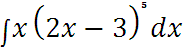 ∫x(2x − 3)⁵ dx